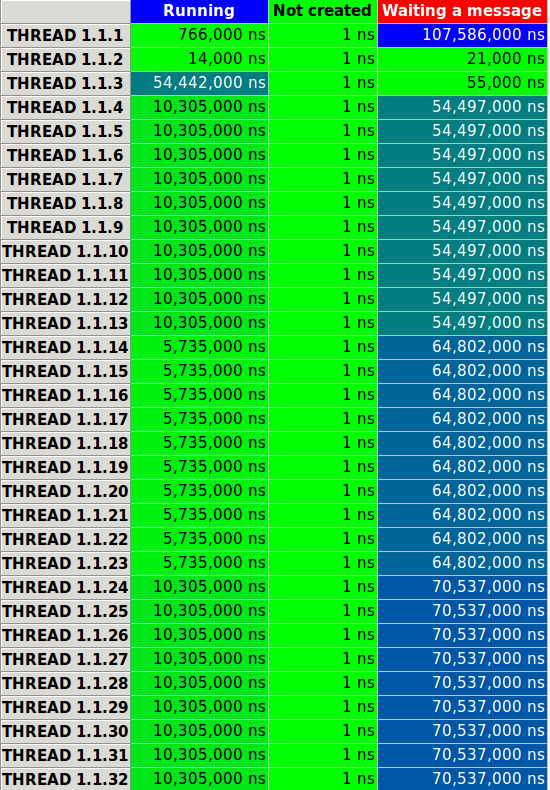 Running Not created Waiting a message
THREAD 1.1.1 766,000 ns 1 ns 107,586,000 ns
THREAD 1.1.2 14,000 ns 1 ns 21,000 ns
THREAD 1.1.3 54,442,000 ns 1 ns 55,000 ns
THREAD 1.1.4 10,305,000 ns 1 ns 54,497,000 ns
THREAD 1.1.5 10,305,000 ns 1 ns 54,497,000 ns
THREAD 1.1.6 10,305,000 ns 1 ns 54,497,000 ns
THREAD 1.1.7 10,305,000 ns 1 ns 54,497,000 ns
THREAD 1.1.8 10,305,000 ns 1 ns 54,497,000 ns
THREAD 1.1.9 10,305,000 ns 1 ns 54,497,000 ns
THREAD 1.1.10 10,305,000 ns 1 ns 54,497,000 ns
THREAD 1.1.11 10,305,000 ns 1 ns 54,497,000 ns
THREAD 1.1.12 10,305,000 ns 1 ns 54,497,000 ns
THREAD 1.1.13 10,305,000 ns 1 ns 54,497,000 ns
THREAD 1.1.14 5,735,000 ns 1 ns 64,802,000 ns
THREAD 1.1.15 5,735,000 ns 1 ns 64,802,000 ns
THREAD 1.1.16 5,735,000 ns 1 ns 64,802,000 ns
THREAD 1.1.17 5,735,000 ns 1 ns 64,802,000 ns
THREAD 1.1.18 5,735,000 ns 1 ns 64,802,000 ns
THREAD 1.1.19 5,735,000 ns 1 ns 64,802,000 ns
THREAD 1.1.20 5,735,000 ns 1 ns 64,802,000 ns
THREAD 1.1.21 5,735,000 ns 1 ns 64,802,000 ns
THREAD 1.1.22 5,735,000 ns 1 ns 64,802,000 ns
THREAD 1.1.23 5,735,000 ns 1 ns 64,802,000 ns
THREAD 1.1.24 10,305,000 ns 1 ns 70,537,000 ns
THREAD 1.1.25 10,305,000 ns 1 ns 70,537,000 ns
THREAD 1.1.26 10,305,000 ns 1 ns 70,537,000 ns
THREAD 1.1.27 10,305,000 ns 1 ns 70,537,000 ns
THREAD 1.1.28 10,305,000 ns 1 ns 70,537,000 ns
THREAD 1.1.29 10,305,000 ns 1 ns 70,537,000 ns
THREAD 1.1.30 10,305,000 ns 1 ns 70,537,000 ns
THREAD 1.1.31 10,305,000 ns 1 ns 70,537,000 ns
THREAD 1.1.32 10,305,000 ns 1 ns 70,537,000 ns